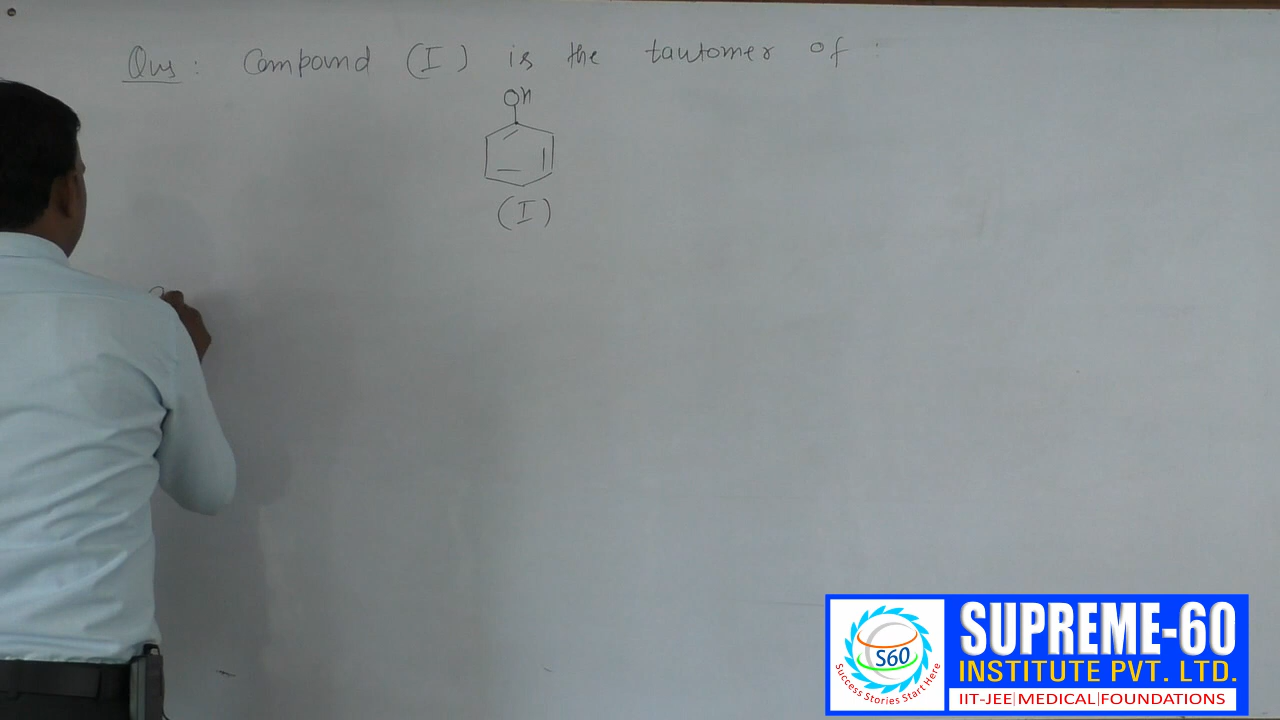 Qus : Compound (I) is the tautomer of :
OH
(I)
S60
Success Stories Start Here
SUPREME-60
INSTITUTE PVT. LTD.
IIT-JEE|MEDICAL|FOUNDATIONS